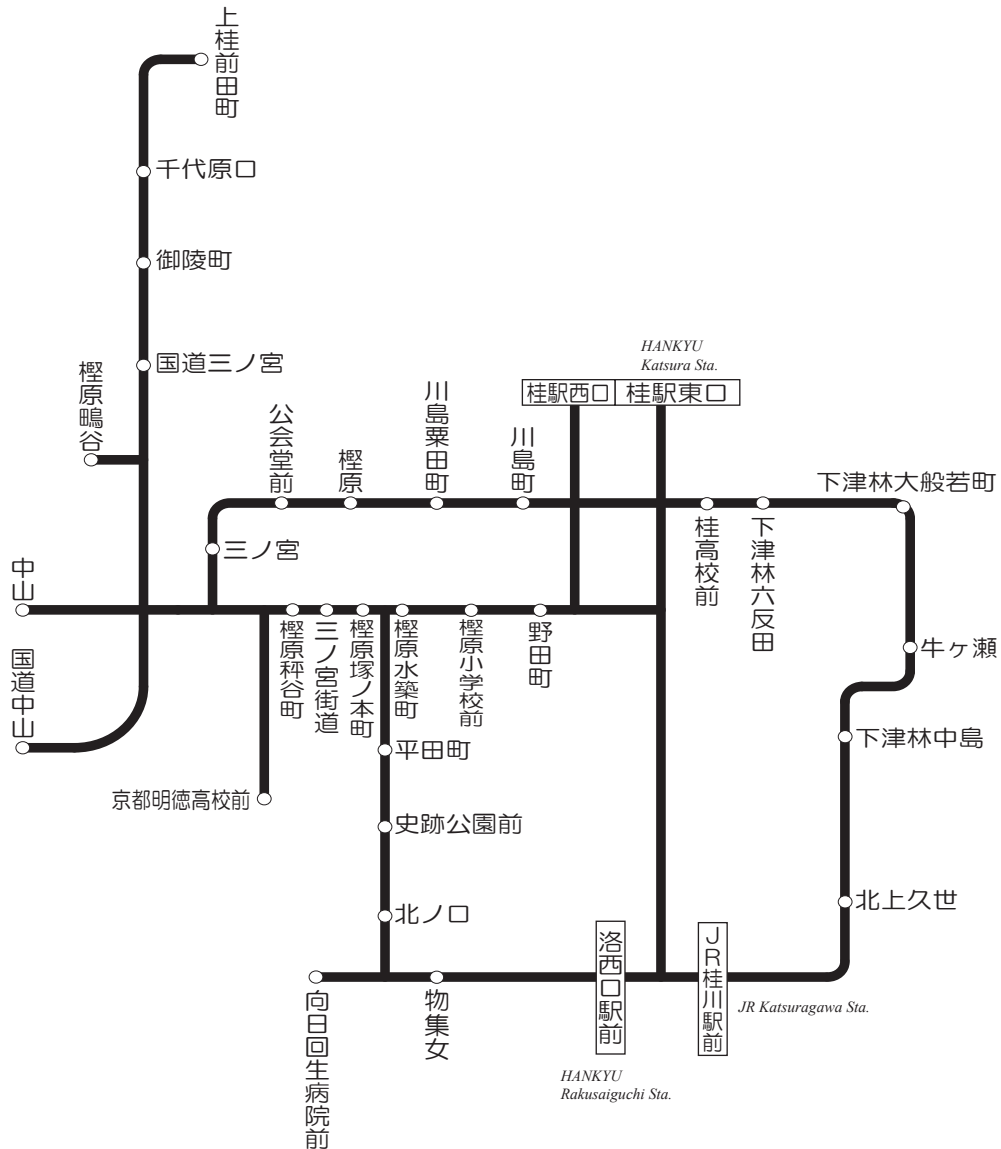 上桂前田町
千代原口
御陵町
国道三ノ宮
樫原鴫谷
HANKYU
Katsura Sta.
桂駅西口
桂駅東口
公会堂前
樫原
川島粟田町
川島町
桂高校前
下津林六反田
下津林大般若町
三ノ宮
中山
樫原秤谷町
三ノ宮街道
樫原塚ノ本町
樫原水築町
樫原小学校前
野田町
牛ヶ瀬
国道中山
平田町
下津林中島
京都明徳高校前
史跡公園前
北ノ口
北上久世
向日回生病院前
物集女
洛西口駅前
JR桂川駅前
JR Katsuragawa Sta.
HANKYU
Rakusaiguchi Sta.